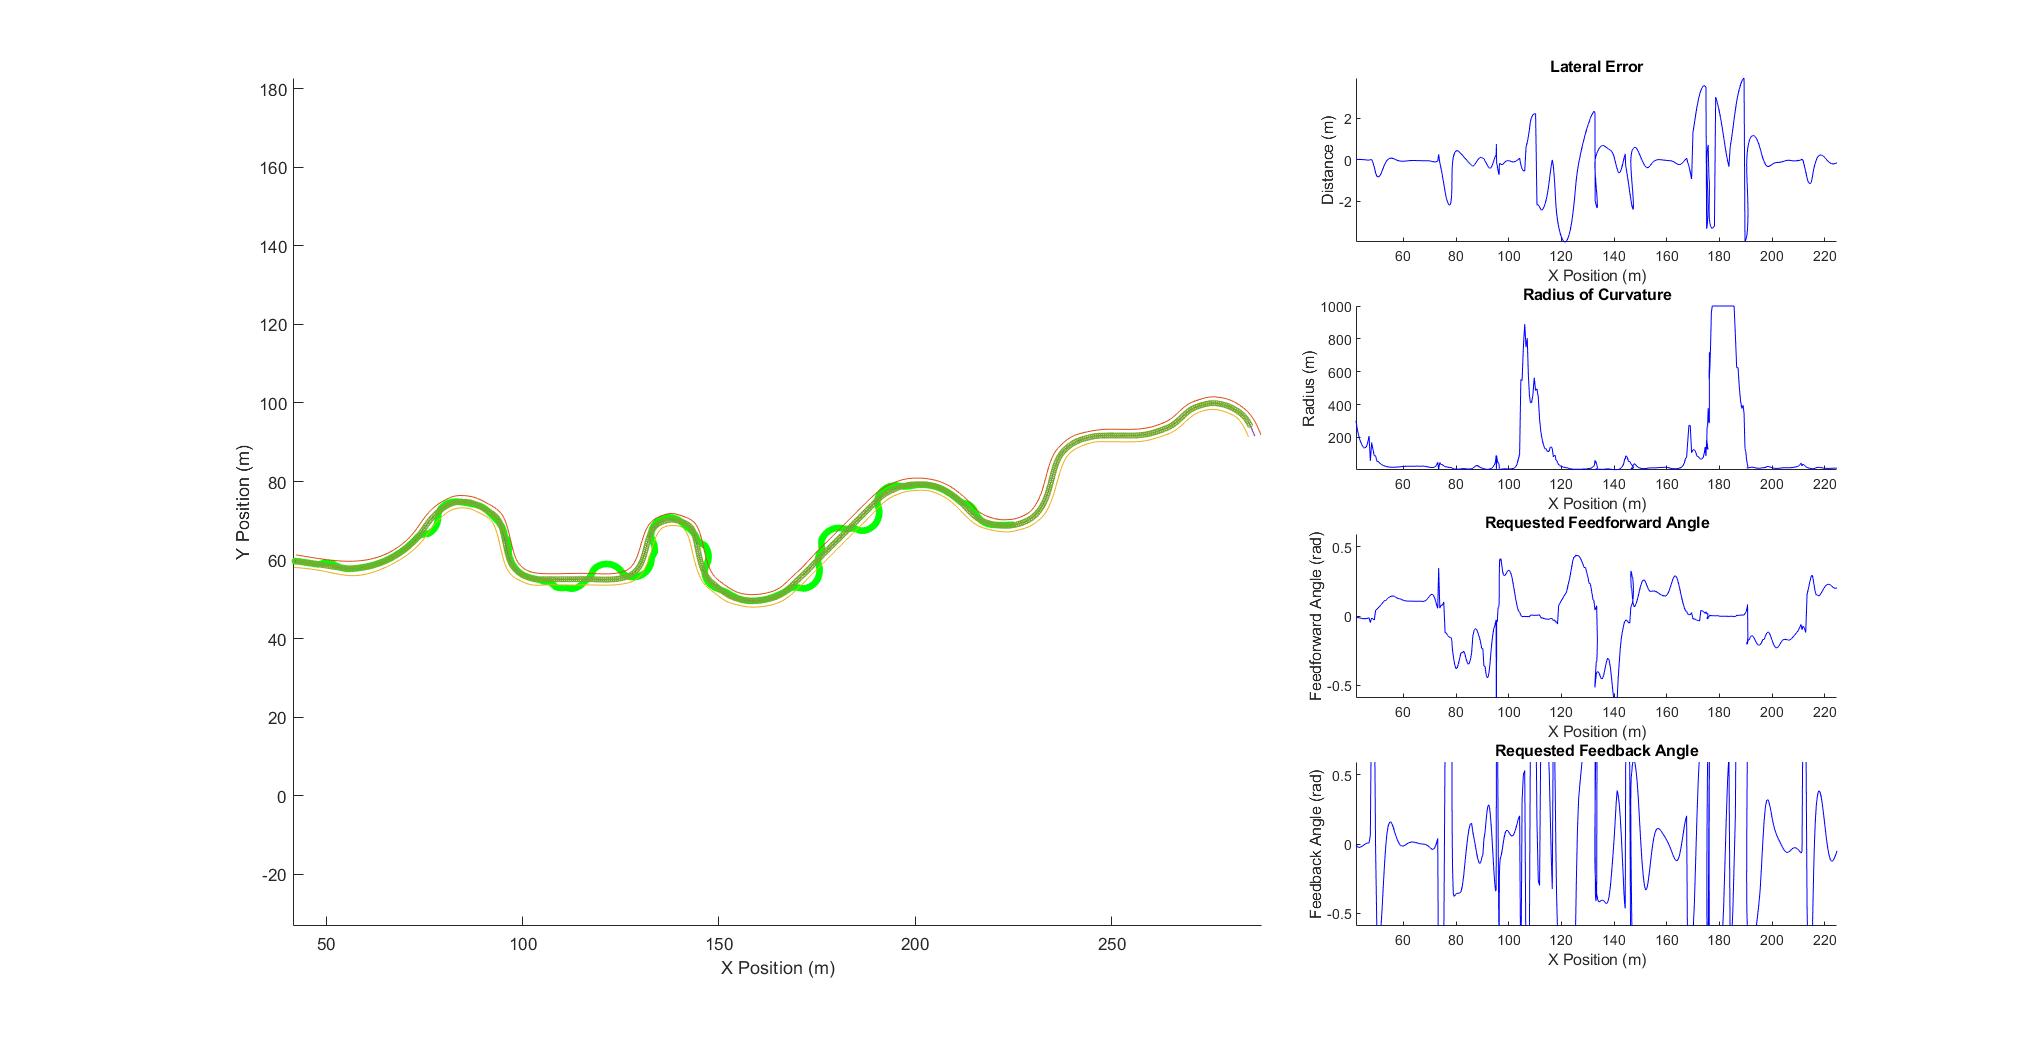 180
160
140
120
100
80
60
40
20
0
-20
Y Position (m)
50 100 150 200 250
X Position (m)
Lateral Error
2
0
-2
Distance (m)
60 80 100 120 140 160 180 200 220
X Position (m)
Radius of Curvature
1000
800
600
400
200
Radius (m)
60 80 100 120 140 160 180 200 220
X Position (m)
Requested Feedforward Angle
0.5
0
-0.5
Feedforward Angle (rad)
60 80 100 120 140 160 180 200 220
X Position (m)
Requested Feedback Angle
0.5
0
-0.5
Feedback Angle (rad)
60 80 100 120 140 160 180 200 220
X Position (m)